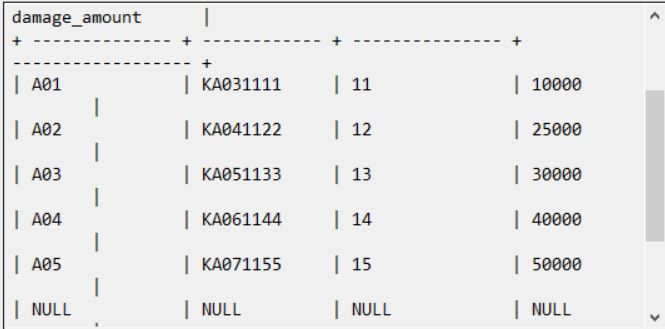 damage_amount |
+ -------------- + ------------ + --------------- +
------------------ +
| A01 | KA031111 | 11 | 10000
|
| A02 | KA041122 | 12 | 25000
|
| A03 | KA051133 | 13 | 30000
|
| A04 | KA061144 | 14 | 40000
|
| A05 | KA071155 | 15 | 50000
|
| NULL | NULL | NULL | NULL